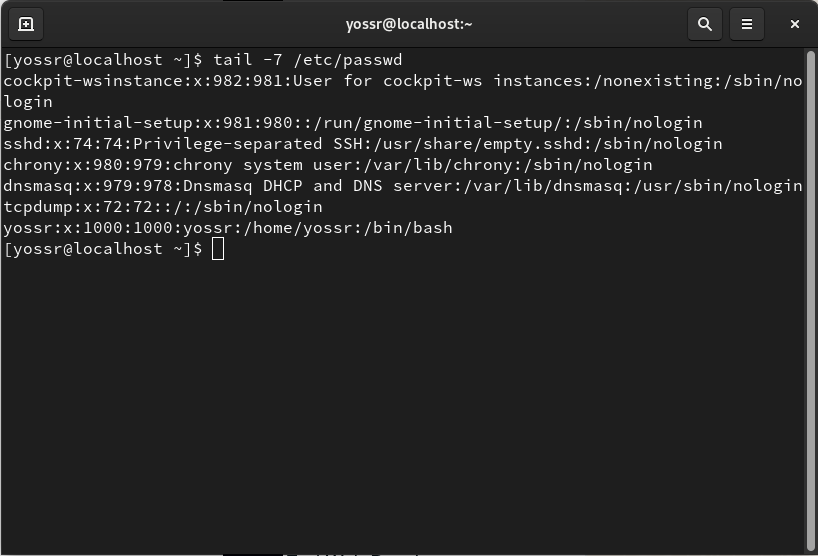 yossr@localhost:~
[yossr@localhost ~]$ tail -7 /etc/passwd
cockpit-wsinstance:x:982:981:User for cockpit-ws instances:/nonexisting:/sbin/no
login
gnome-initial-setup:x:981:980::/run/gnome-initial-setup/:/sbin/nologin
sshd:x:74:74:Privilege-separated SSH:/usr/share/empty.sshd:/sbin/nologin
chrony:x:980:979:chrony system user:/var/lib/chrony:/sbin/nologin
dnsmasq:x:979:978:Dnsmasq DHCP and DNS server:/var/lib/dnsmasq:/usr/sbin/nologin
tcpdump:x:72:72::/:/sbin/nologin
yossr:x:1000:1000:yossr:/home/yossr:/bin/bash
[yossr@localhost ~]$